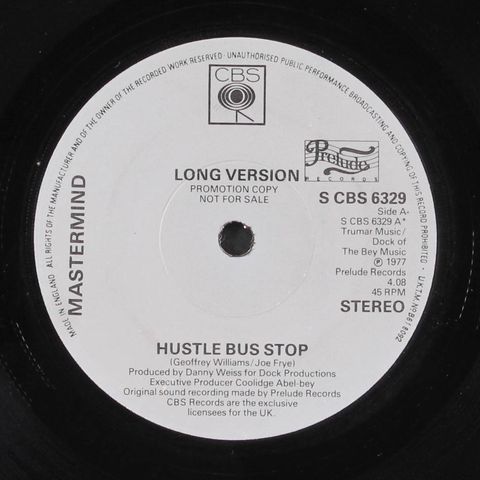 MADE IN ENGLAND. ALL RIGHTS OF THE MANUFACTURER AND/OF THE OWNER OF THE RECORDED WORK RESERVED · UNAUTHORISED PUBLIC PERFORMANCE BROADCASTING AND COPYING OF THIS RECORD PROHIBITED · U.K.T.M. No 861 8092
CBS
Prelude
RECORDS
LONG VERSION
PROMOTION COPY
NOT FOR SALE
MASTERMIND
S CBS 6329
Side A·
S CBS 6329 A*
Trumar Music/
Dock of
The Bey Music
℗ 1977
Prelude Records
4.08
45 RPM
STEREO
HUSTLE BUS STOP
(Geoffrey Williams/Joe Frye)
Produced by Danny Weiss for Dock Productions
Executive Producer Coolidge Abel-bey
Original sound recording made by Prelude Records
CBS Records are the exclusive
licensees for the UK.